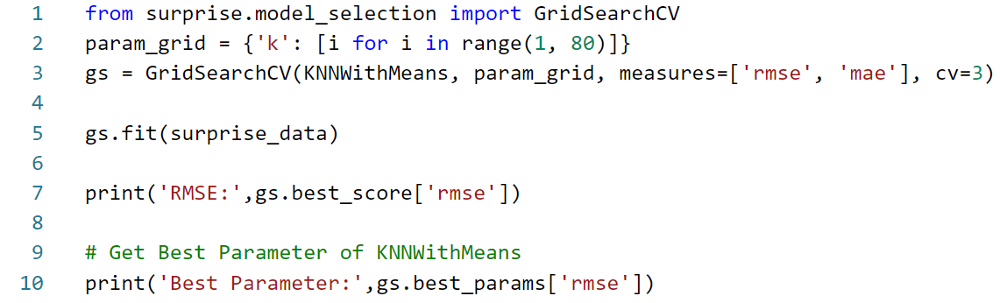 1 from surprise.model_selection import GridSearchCV
2 param_grid = {'k': [i for i in range(1, 80)]}
3 gs = GridSearchCV(KNNWithMeans, param_grid, measures=['rmse', 'mae'], cv=3)
4
5 gs.fit(surprise_data)
6
7 print('RMSE:',gs.best_score['rmse'])
8
9 # Get Best Parameter of KNNWithMeans
10 print('Best Parameter:',gs.best_params['rmse'])